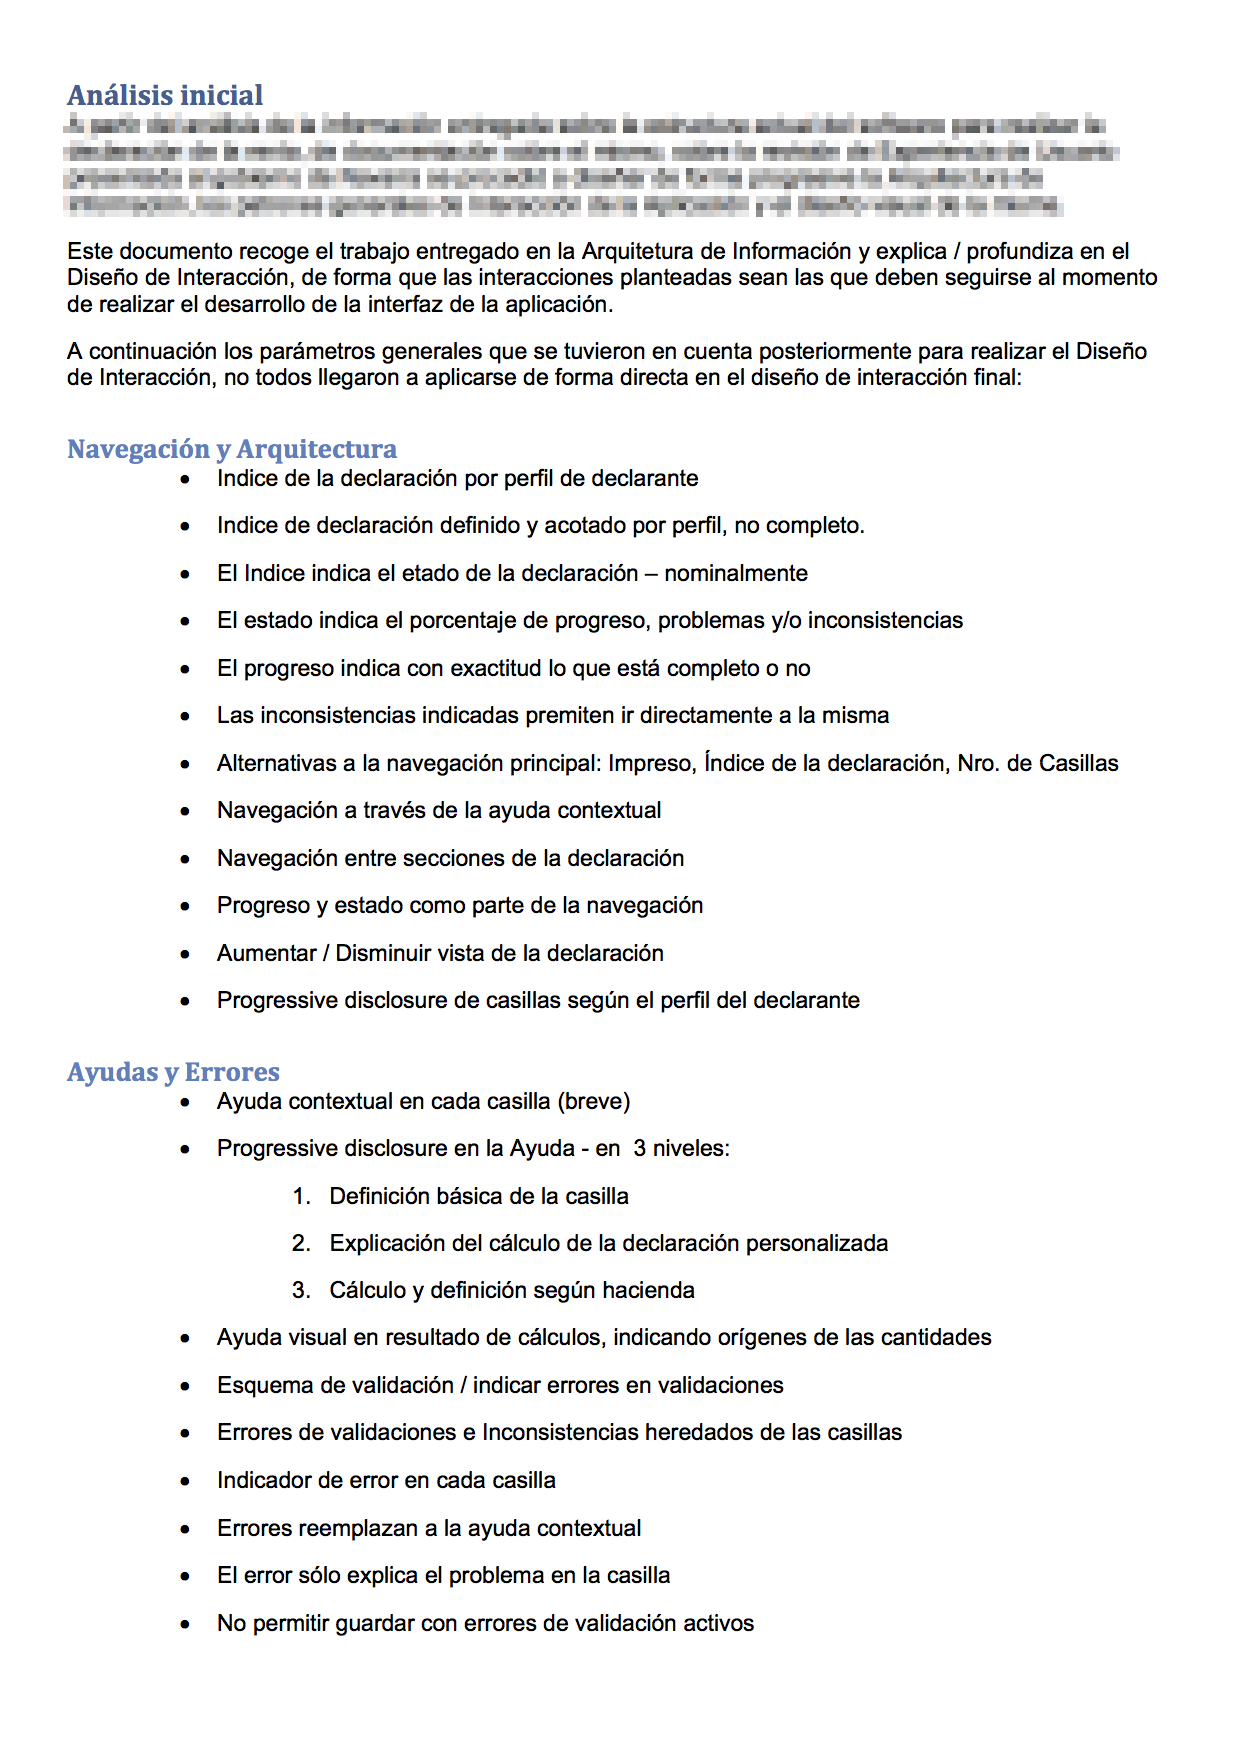 Análisis inicial
Este documento recoge el trabajo entregado en la Arquitetura de Información y explica / profundiza en el
Diseño de Interacción, de forma que las interacciones planteadas sean las que deben seguirse al momento
de realizar el desarrollo de la interfaz de la aplicación.
A continuación los parámetros generales que se tuvieron en cuenta posteriormente para realizar el Diseño
de Interacción, no todos llegaron a aplicarse de forma directa en el diseño de interacción final:
Navegación y Arquitectura
• Indice de la declaración por perfil de declarante
• Indice de declaración definido y acotado por perfil, no completo.
• El Indice indica el etado de la declaración – nominalmente
• El estado indica el porcentaje de progreso, problemas y/o inconsistencias
• El progreso indica con exactitud lo que está completo o no
• Las inconsistencias indicadas premiten ir directamente a la misma
• Alternativas a la navegación principal: Impreso, Índice de la declaración, Nro. de Casillas
• Navegación a través de la ayuda contextual
• Navegación entre secciones de la declaración
• Progreso y estado como parte de la navegación
• Aumentar / Disminuir vista de la declaración
• Progressive disclosure de casillas según el perfil del declarante
Ayudas y Errores
• Ayuda contextual en cada casilla (breve)
• Progressive disclosure en la Ayuda - en  3 niveles:
1. Definición básica de la casilla
2. Explicación del cálculo de la declaración personalizada
3. Cálculo y definición según hacienda
• Ayuda visual en resultado de cálculos, indicando orígenes de las cantidades
• Esquema de validación / indicar errores en validaciones
• Errores de validaciones e Inconsistencias heredados de las casillas
• Indicador de error en cada casilla
• Errores reemplazan a la ayuda contextual
• El error sólo explica el problema en la casilla
• No permitir guardar con errores de validación activos